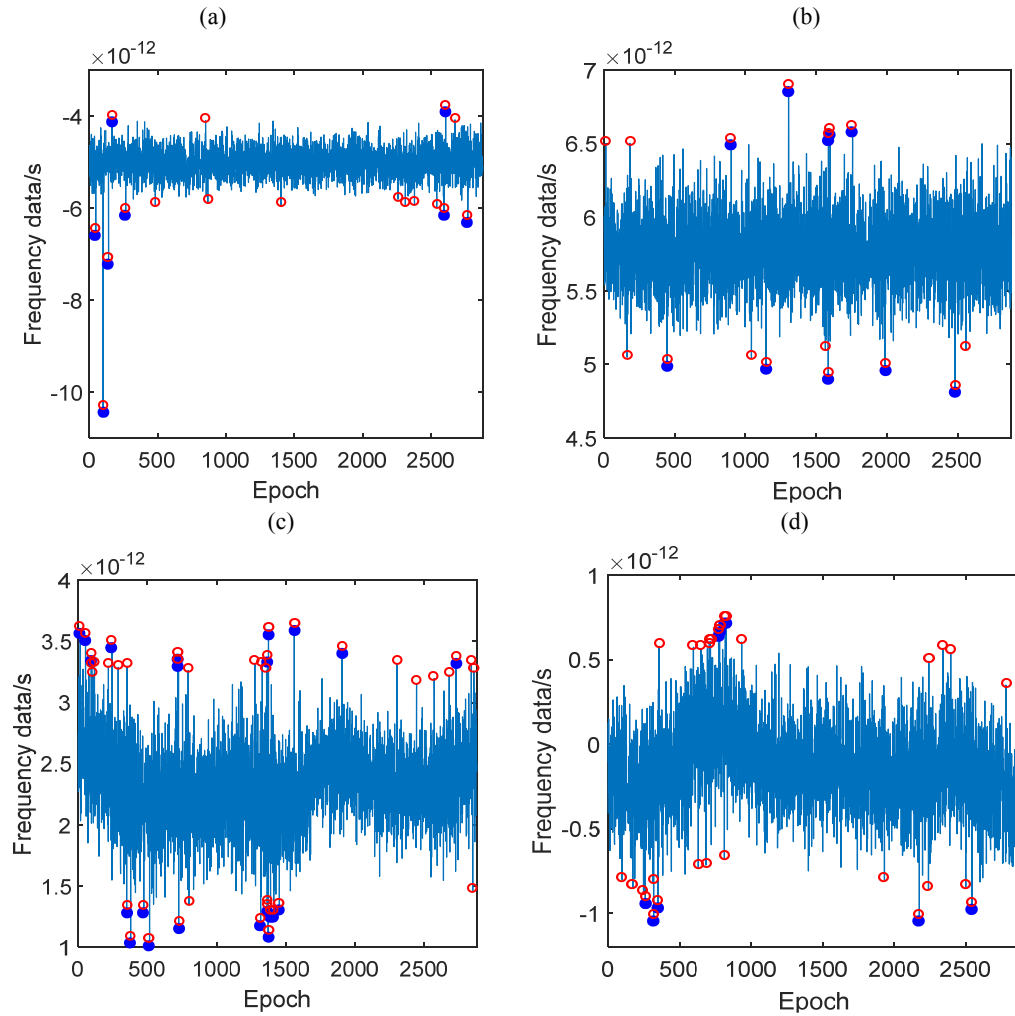 (a)
×10-12
Frequency data/s
-4
-6
-8
-10
0 500 1000 1500 2000 2500
Epoch
(b)
×10-12
Frequency data/s
7
6.5
6
5.5
5
4.5
0 500 1000 1500 2000 2500
Epoch
(c)
×10-12
Frequency data/s
4
3.5
3
2.5
2
1.5
1
0 500 1000 1500 2000 2500
Epoch
(d)
×10-12
Frequency data/s
1
0.5
0
-0.5
-1
0 500 1000 1500 2000 2500
Epoch